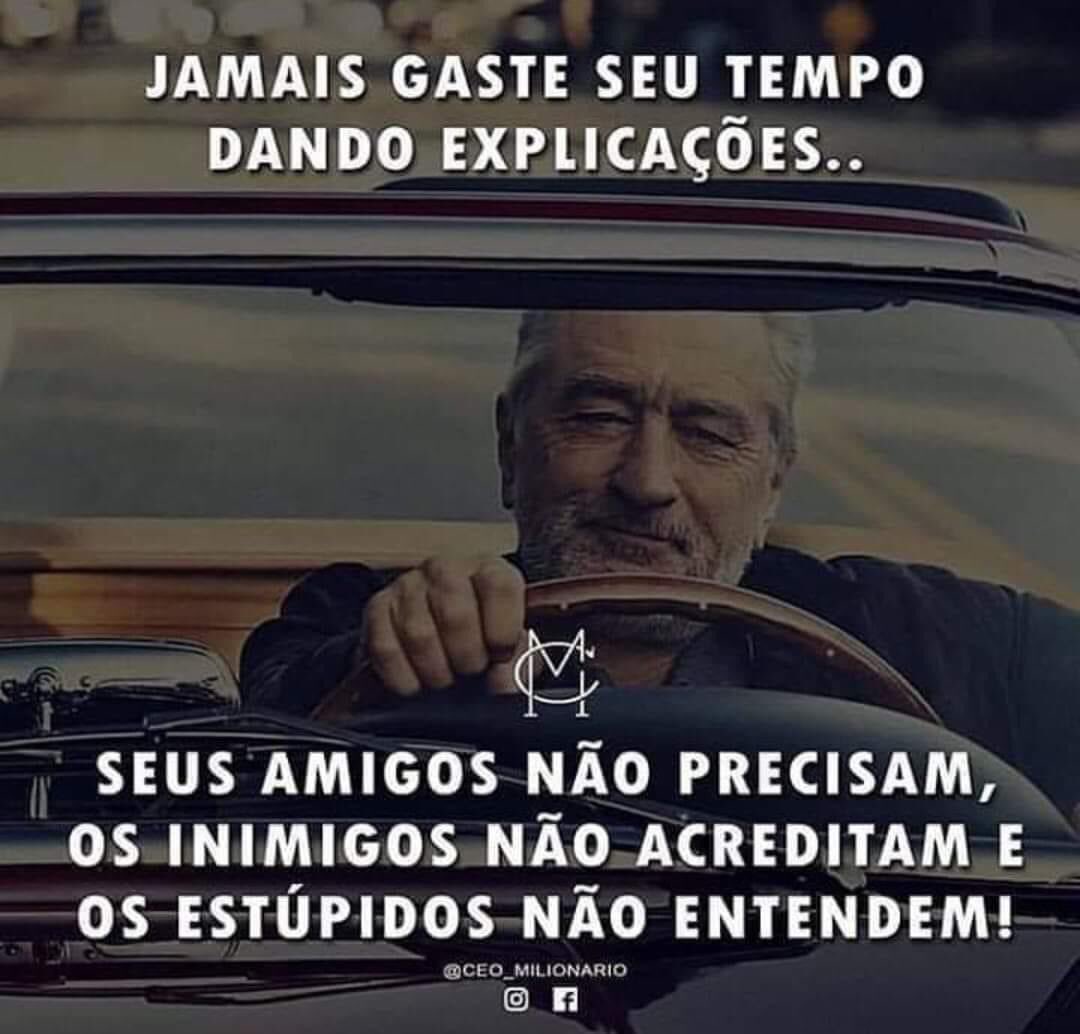 JAMAIS GASTE SEU TEMPO
DANDO EXPLICAÇÕES..
SEUS AMIGOS NÃO PRECISAM,
OS INIMIGOS NÃO ACREDITAM E
OS ESTÚPIDOS NÃO ENTENDEM!
@CEO_MILIONARIO